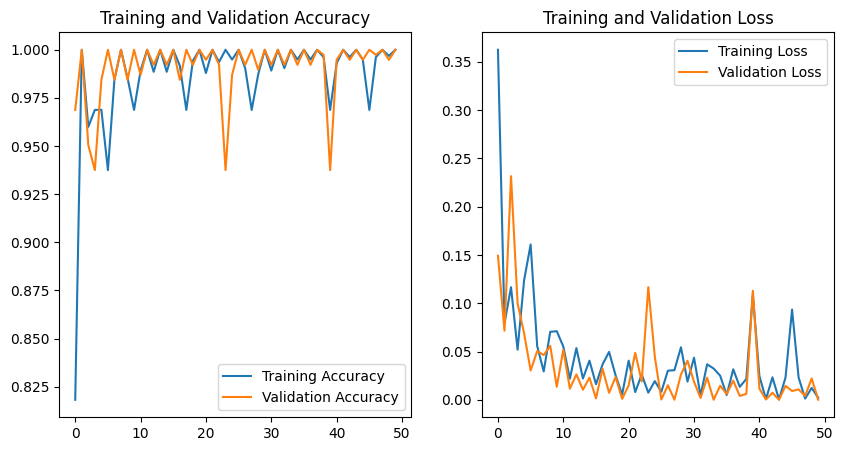 Training and Validation Accuracy
1.000
0.975
0.950
0.925
0.900
0.875
0.850
0.825
Training Accuracy
Validation Accuracy
0 10 20 30 40 50
Training and Validation Loss
Training Loss
Validation Loss
0.35
0.30
0.25
0.20
0.15
0.10
0.05
0.00
0 10 20 30 40 50